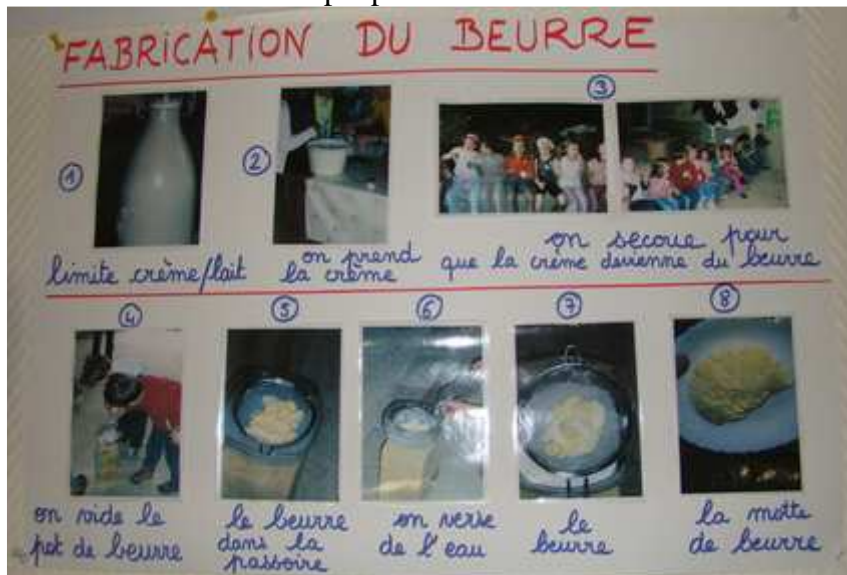 FABRICATION DU BEURRE
1
limite crème/lait
2
on prend
la crème
3
on secoue pour
que la crème devienne du beurre
4
on vide le
pot de beurre
5
le beurre
dans la
passoire
6
on verse
de l'eau
7
le
beurre
8
la motte
de beurre